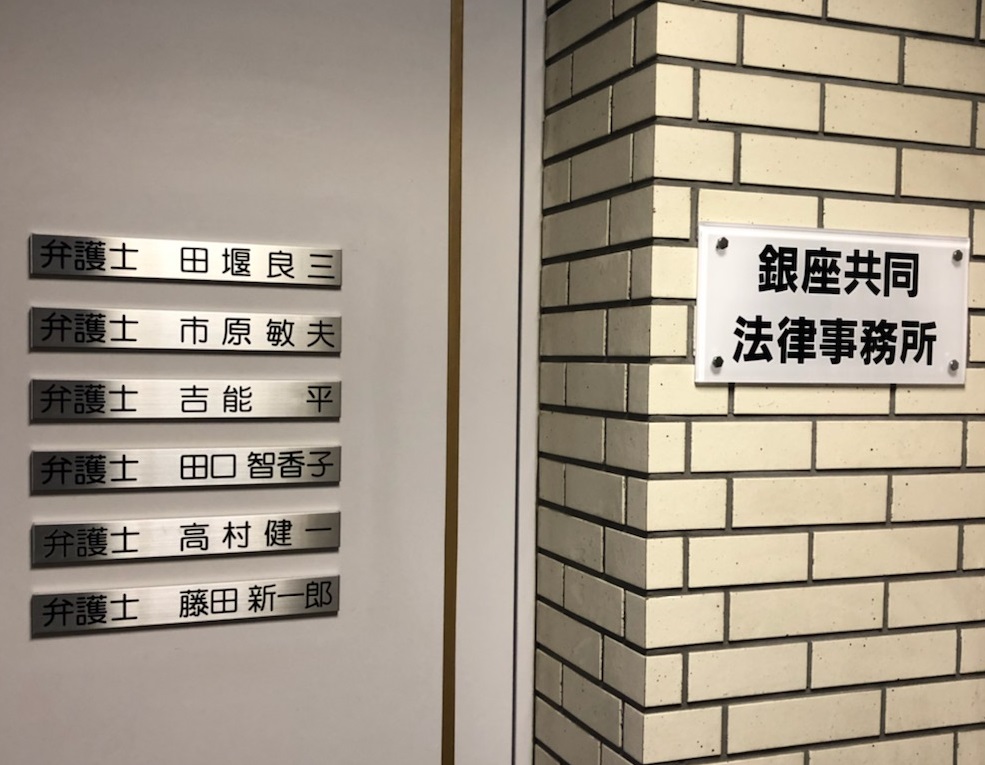 弁護士 田堰良三
弁護士 市原敏夫
弁護士 吉能 平
弁護士 田口智香子
弁護士 高村健一
弁護士 藤田新一郎
銀座共同
法律事務所